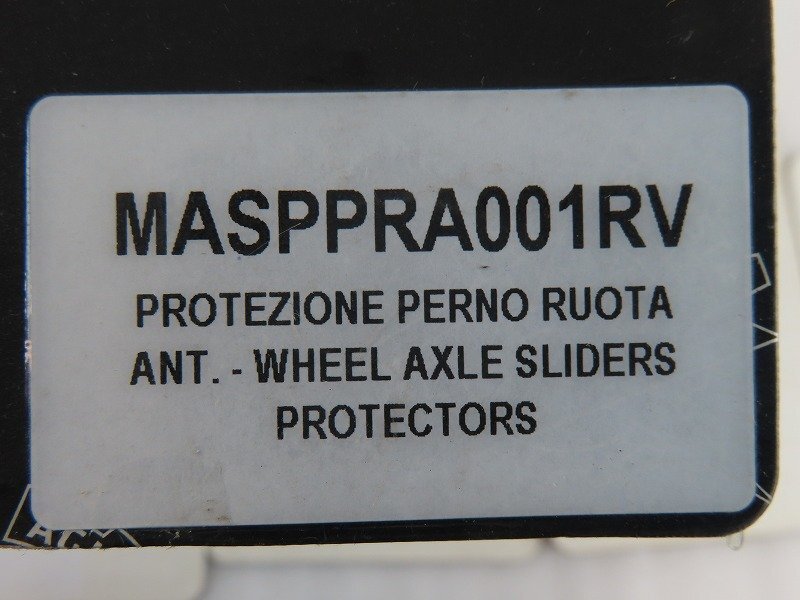 MASPPRA001RV
PROTEZIONE PERNO RUOTA
ANT. - WHEEL AXLE SLIDERS
PROTECTORS